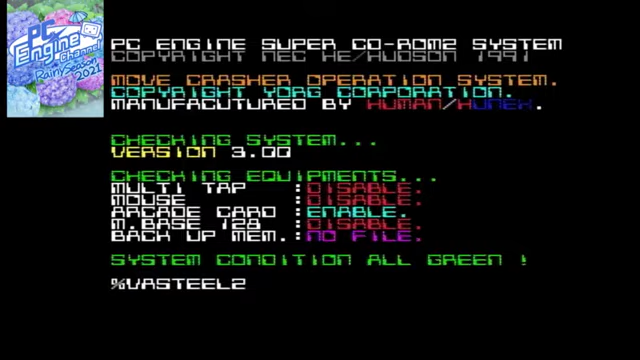 PC Engine
Channel
Rainy Season
2021
PC ENGINE SUPER CD-ROM2 SYSTEM
COPYRIGHT NEC HE/HUDSON 1991
MOVE CRASHER OPERATION SYSTEM.
COPYRIGHT YORG CORPORATION.
MANUFACUTURED BY HUMAN/HUNEX.
CHECKING SYSTEM...
VERSION 3.00
CHECKING EQUIPMENTS...
MULTI TAP :DISABLE.
MOUSE :DISABLE.
ARCADE CARD :ENABLE.
M.BASE 128 :DISABLE.
BACK UP MEM.:NO FILE.
SYSTEM CONDITION ALL GREEN !
%VASTEEL2